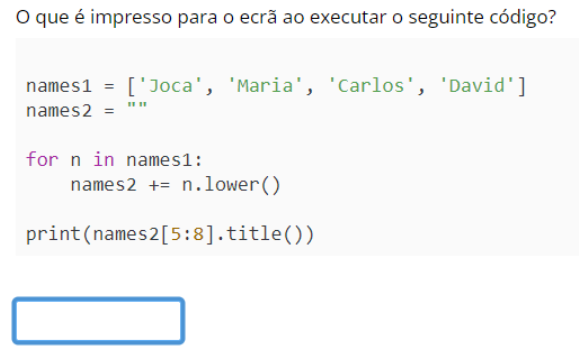 O que é impresso para o ecrã ao executar o seguinte código?
names1 = ['Joca', 'Maria', 'Carlos', 'David']
names2 = ""
for n in names1:
    names2 += n.lower()
print(names2[5:8].title())